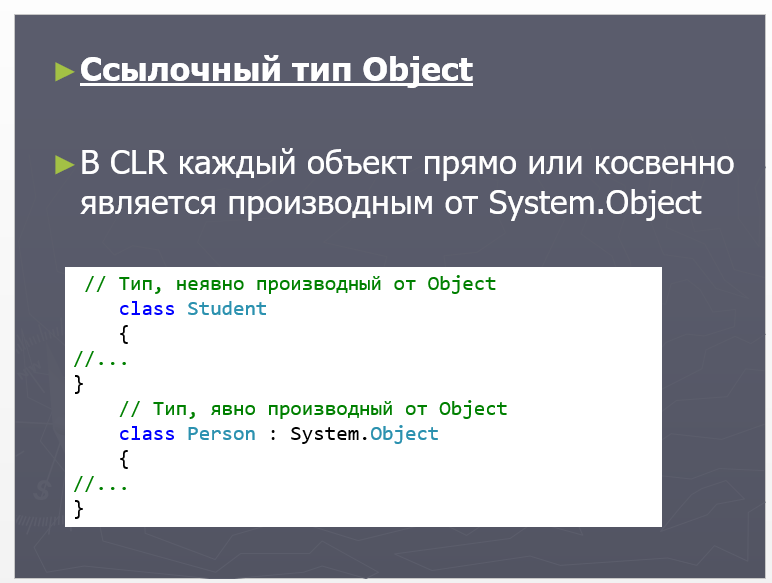 Ссылочный тип Object
В CLR каждый объект прямо или косвенно
является производным от System.Object
// Тип, неявно производный от Object
class Student
{
//...
}
// Тип, явно производный от Object
class Person : System.Object
{
//...
}